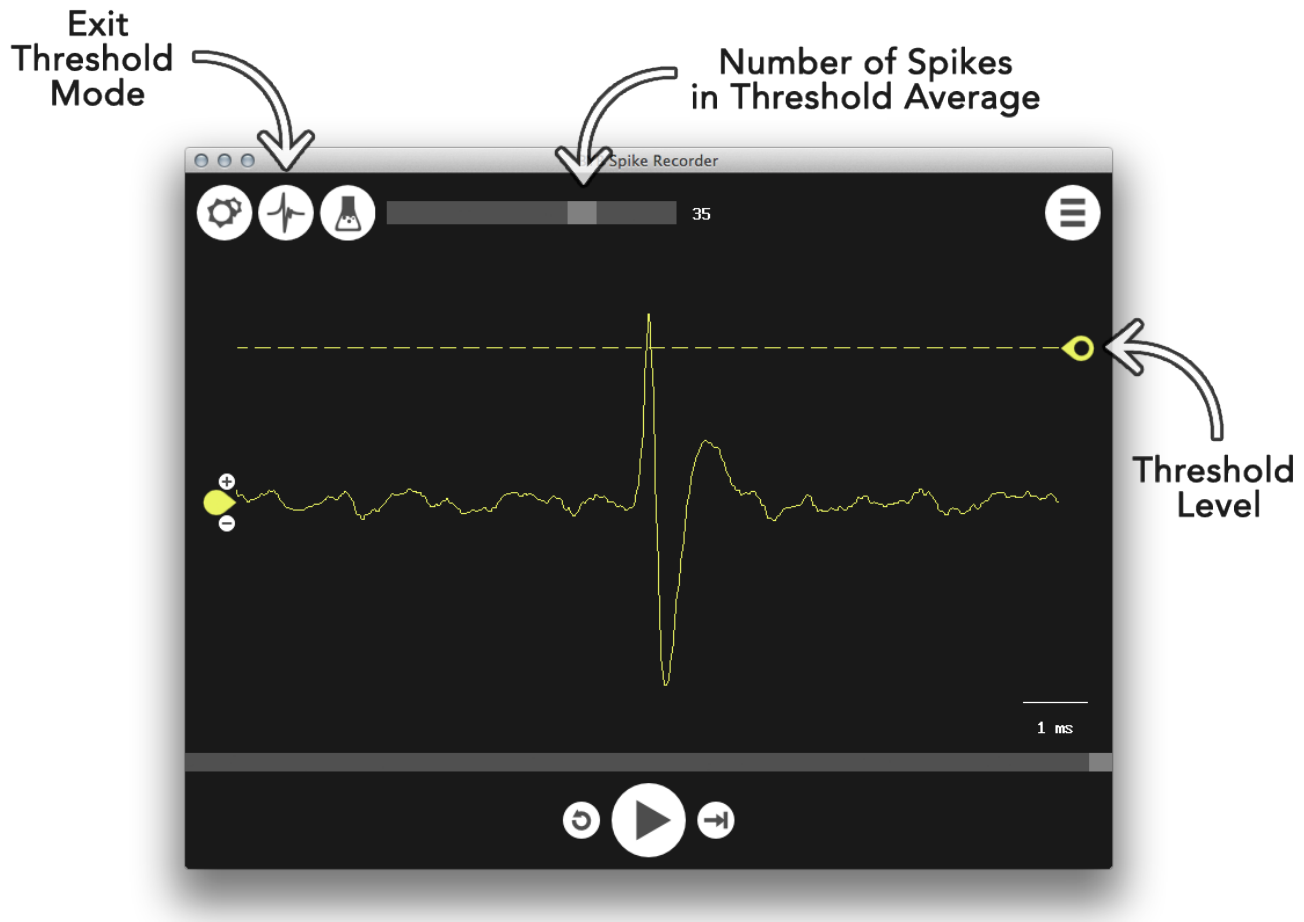 Exit
Threshold
Mode
Number of Spikes
in Threshold Average
Spike Recorder
35
Threshold
Level
1 ms